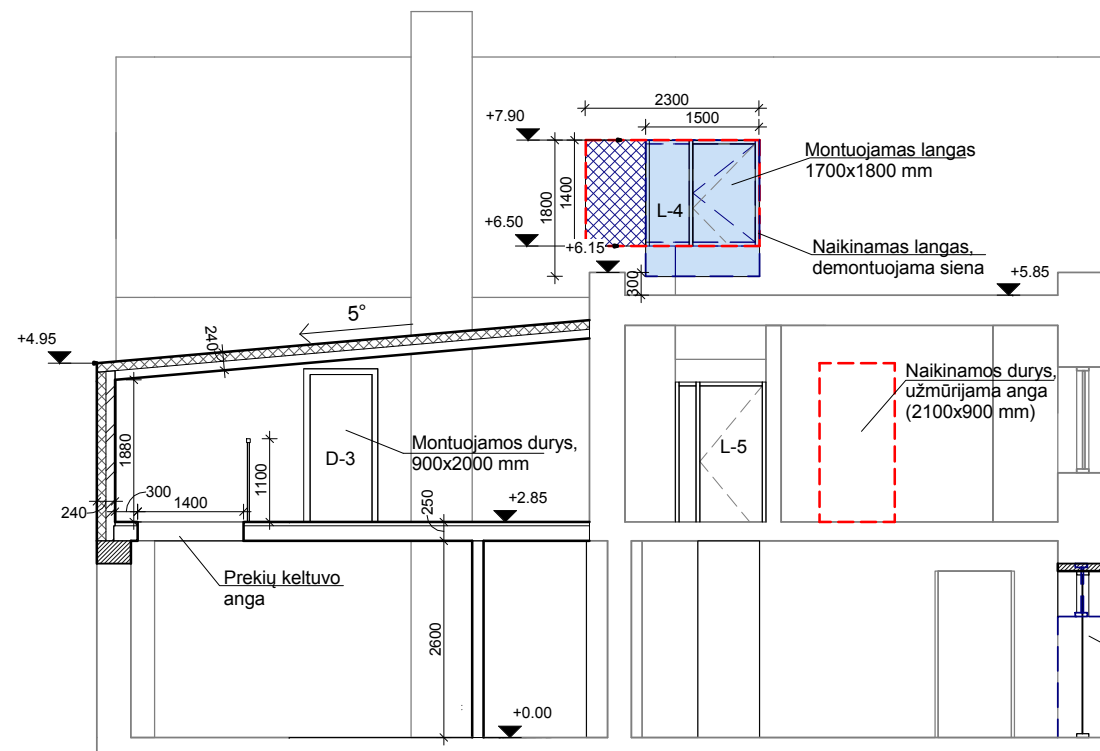 2300
1500
+7.90
Montuojamas langas
1700x1800 mm
1800
1400
L-4
+6.50
+6.15
Naikinamas langas,
demontuojama siena
300
+5.85
5°
240
+4.95
Naikinamos durys,
užmūrijama anga
(2100x900 mm)
Montuojamos durys,
900x2000 mm
D-3
L-5
1880
1100
300
1400
240
250
+2.85
Prekių keltuvo
anga
2600
+0.00